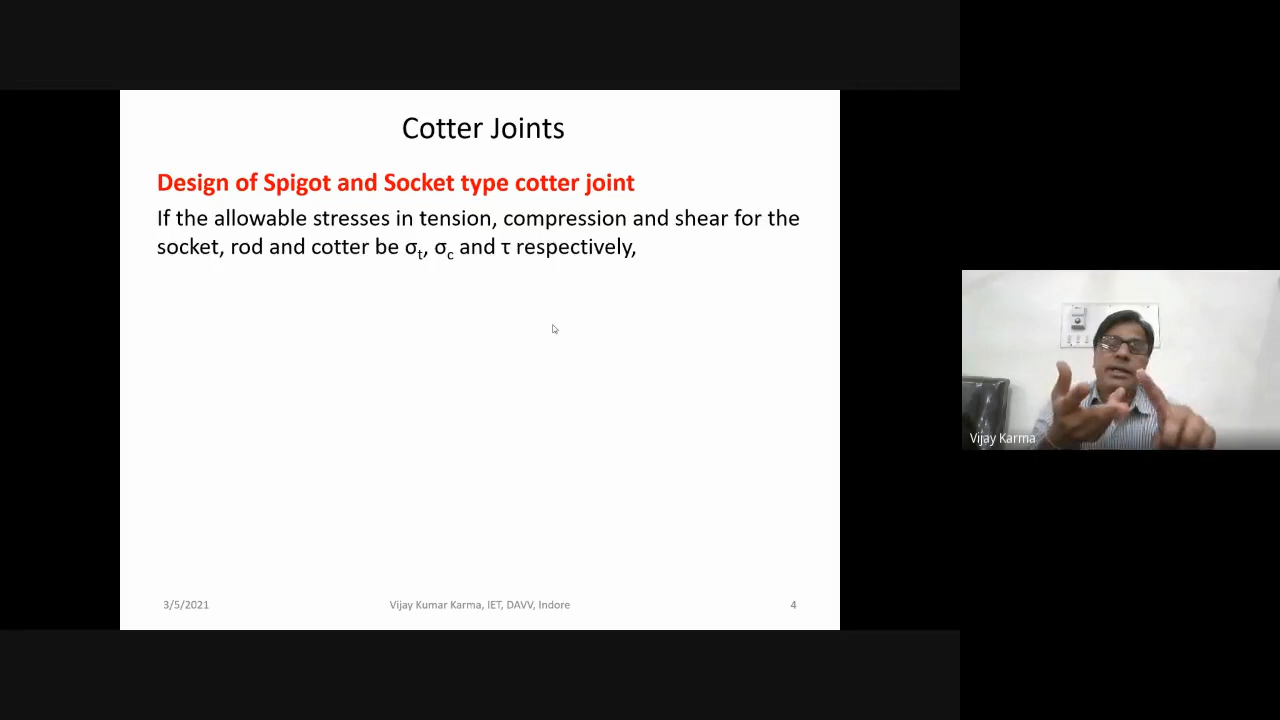 Cotter Joints
Design of Spigot and Socket type cotter joint
If the allowable stresses in tension, compression and shear for the
socket, rod and cotter be σt, σc and τ respectively,
Vijay Karma
3/5/2021
Vijay Kumar Karma, IET, DAVV, Indore
4